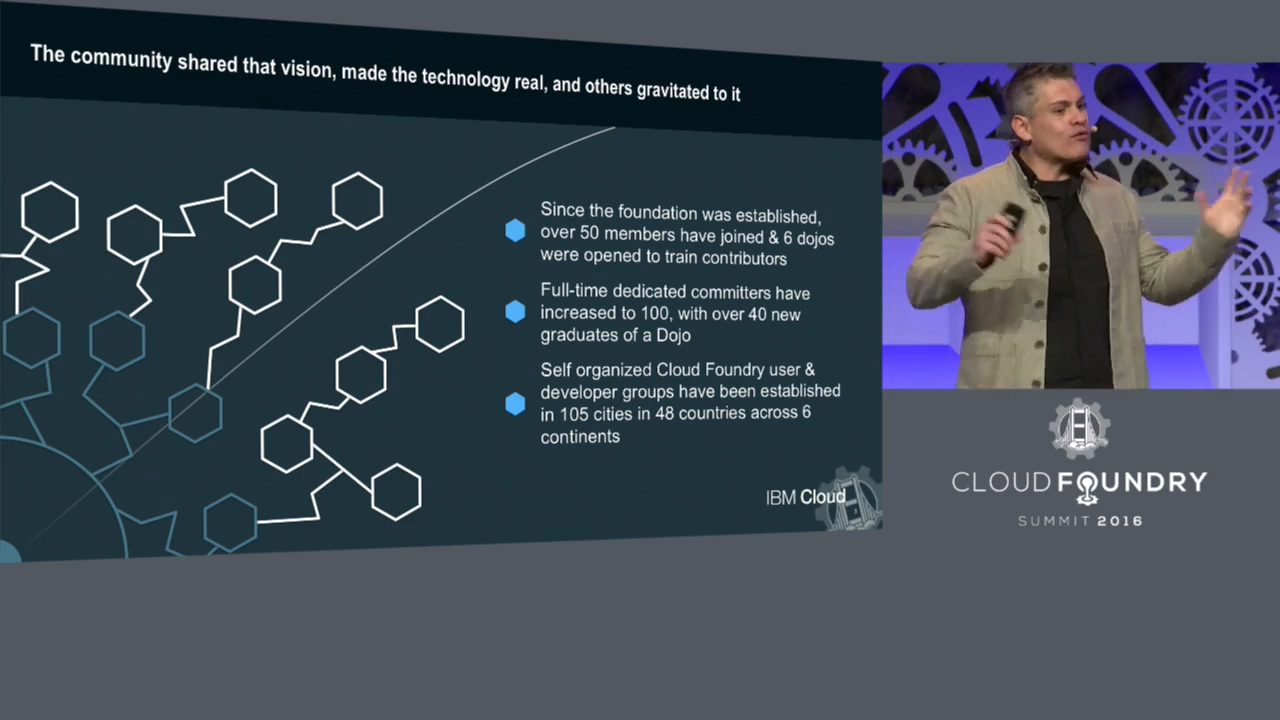 The community shared that vision, made the technology real, and others gravitated to it
Since the foundation was established,
over 50 members have joined & 6 dojos
were opened to train contributors
Full-time dedicated committers have
increased to 100, with over 40 new
graduates of a Dojo
Self organized Cloud Foundry user &
developer groups have been established
in 105 cities in 48 countries across 6
continents
IBM Cloud
CLOUD FOUNDRY
SUMMIT 2016